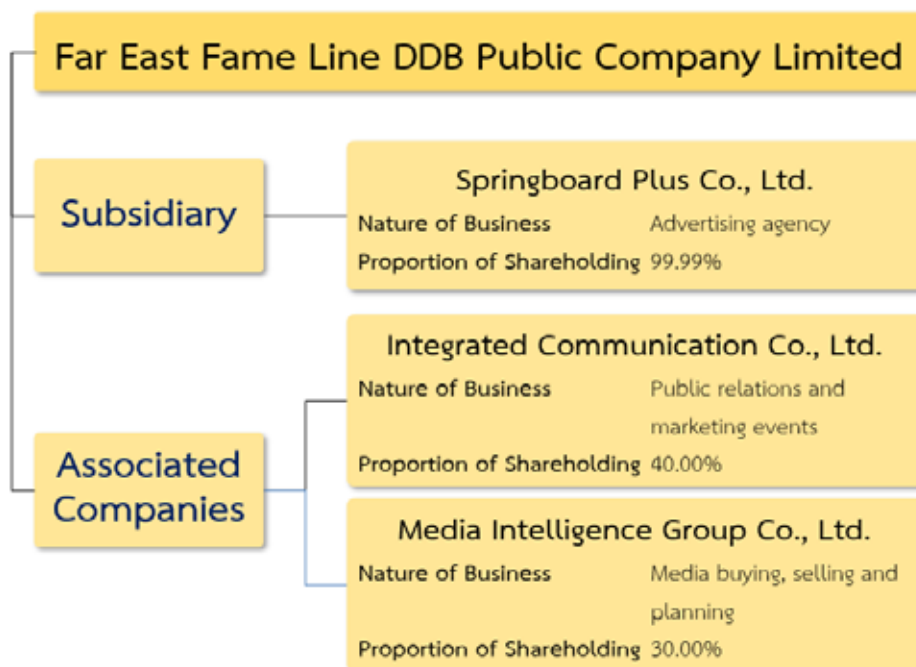 Far East Fame Line DDB Public Company Limited
Subsidiary
Springboard Plus Co., Ltd.
Nature of Business Advertising agency
Proportion of Shareholding 99.99%
Associated
Companies
Integrated Communication Co., Ltd.
Nature of Business Public relations and
marketing events
Proportion of Shareholding 40.00%
Media Intelligence Group Co., Ltd.
Nature of Business Media buying, selling and
planning
Proportion of Shareholding 30.00%